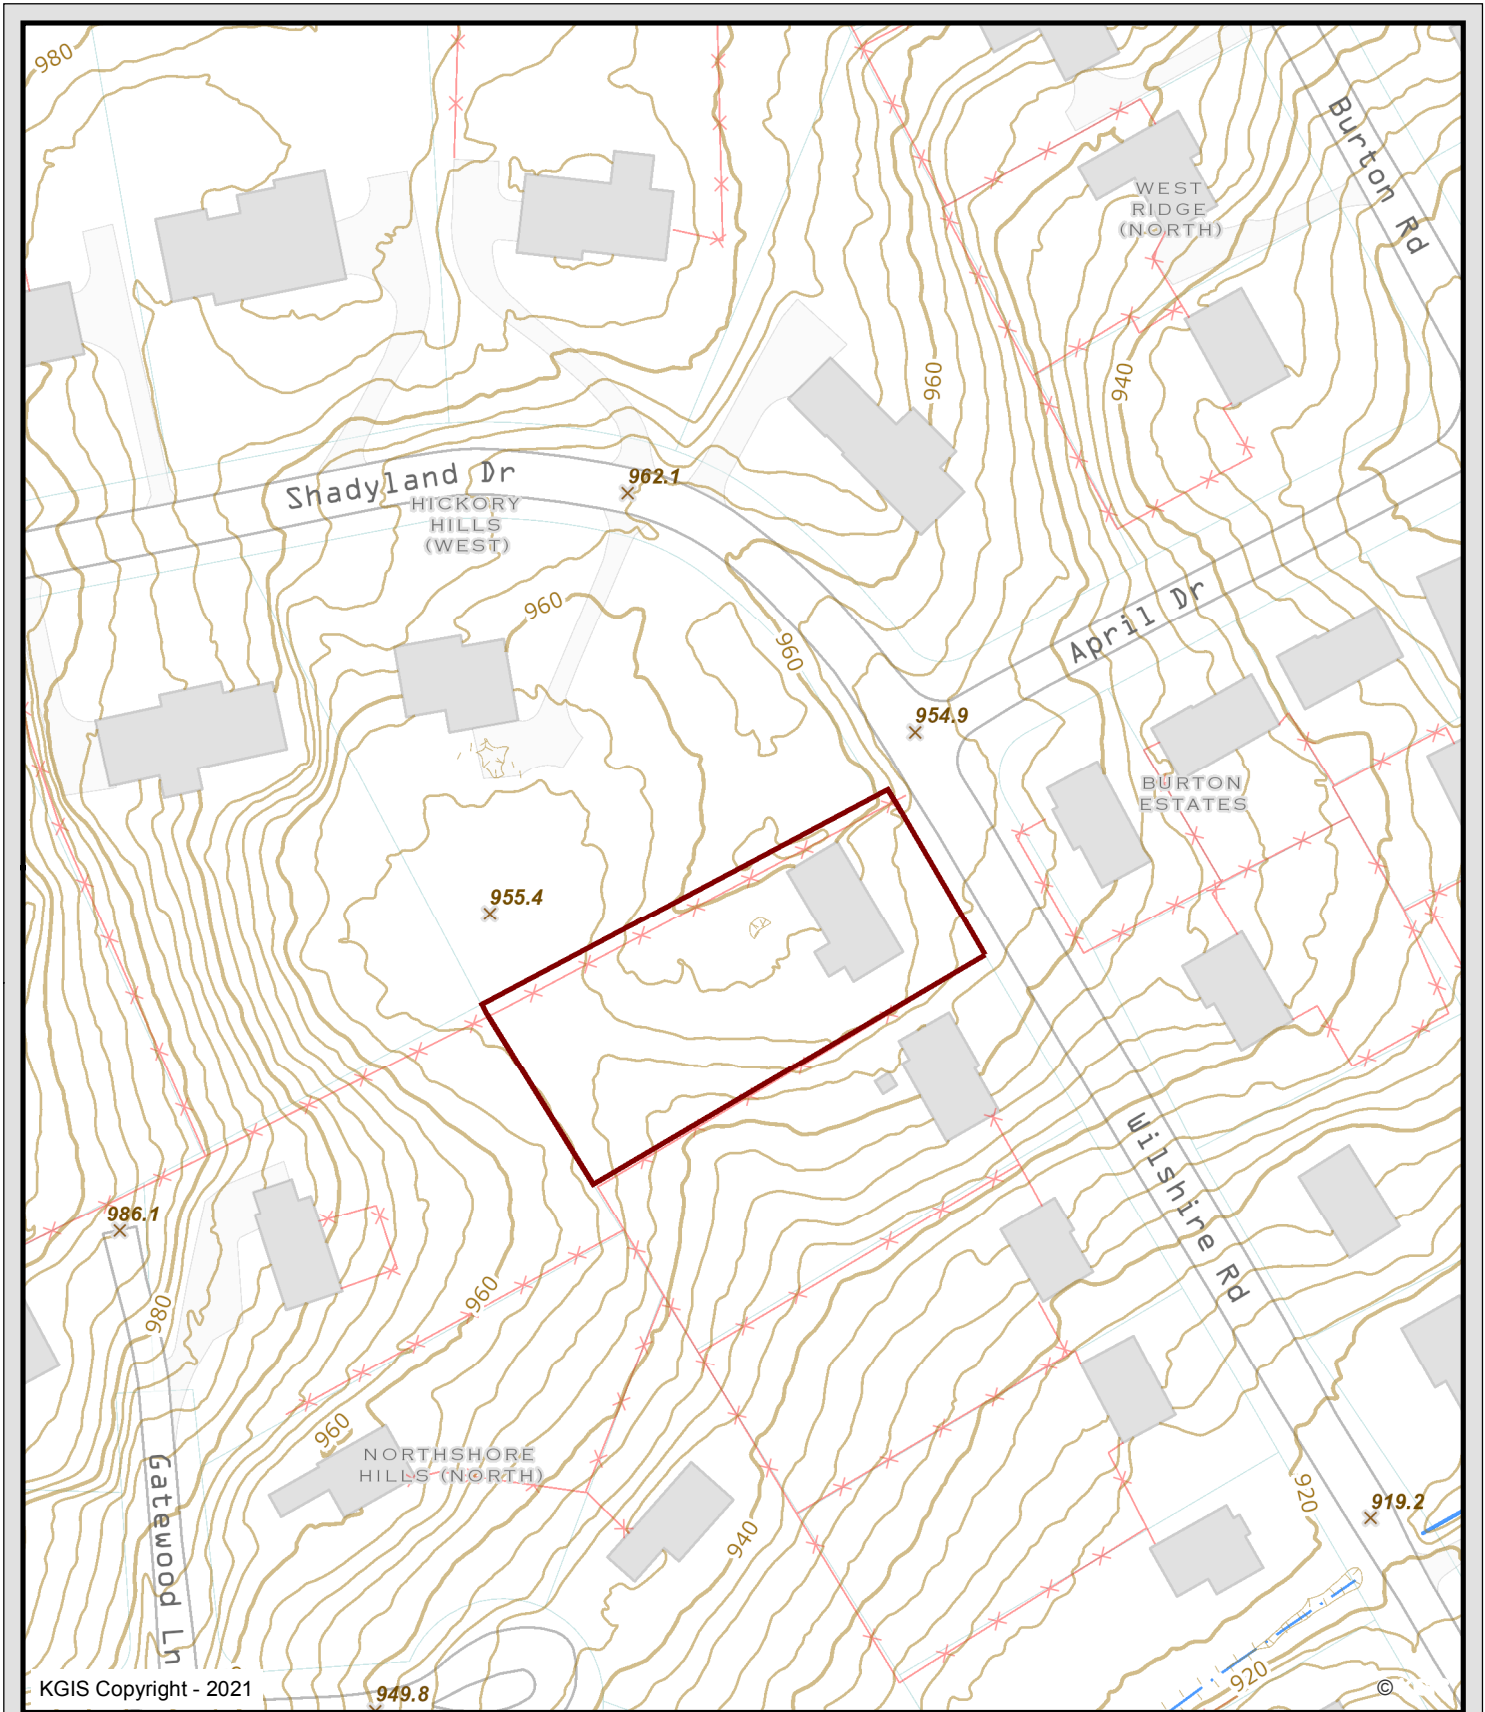 980
Burton Rd
WEST
RIDGE
(NORTH)
960
940
962.1
Shadyland Dr
HICKORY
HILLS
(WEST)
960
960
April Dr
954.9
BURTON
ESTATES
955.4
Wilshire Rd
986.1
980
960
960
NORTHSHORE
HILLS (NORTH)
Gatewood Ln
940
920
919.2
920
949.8
KGIS Copyright - 2021
©